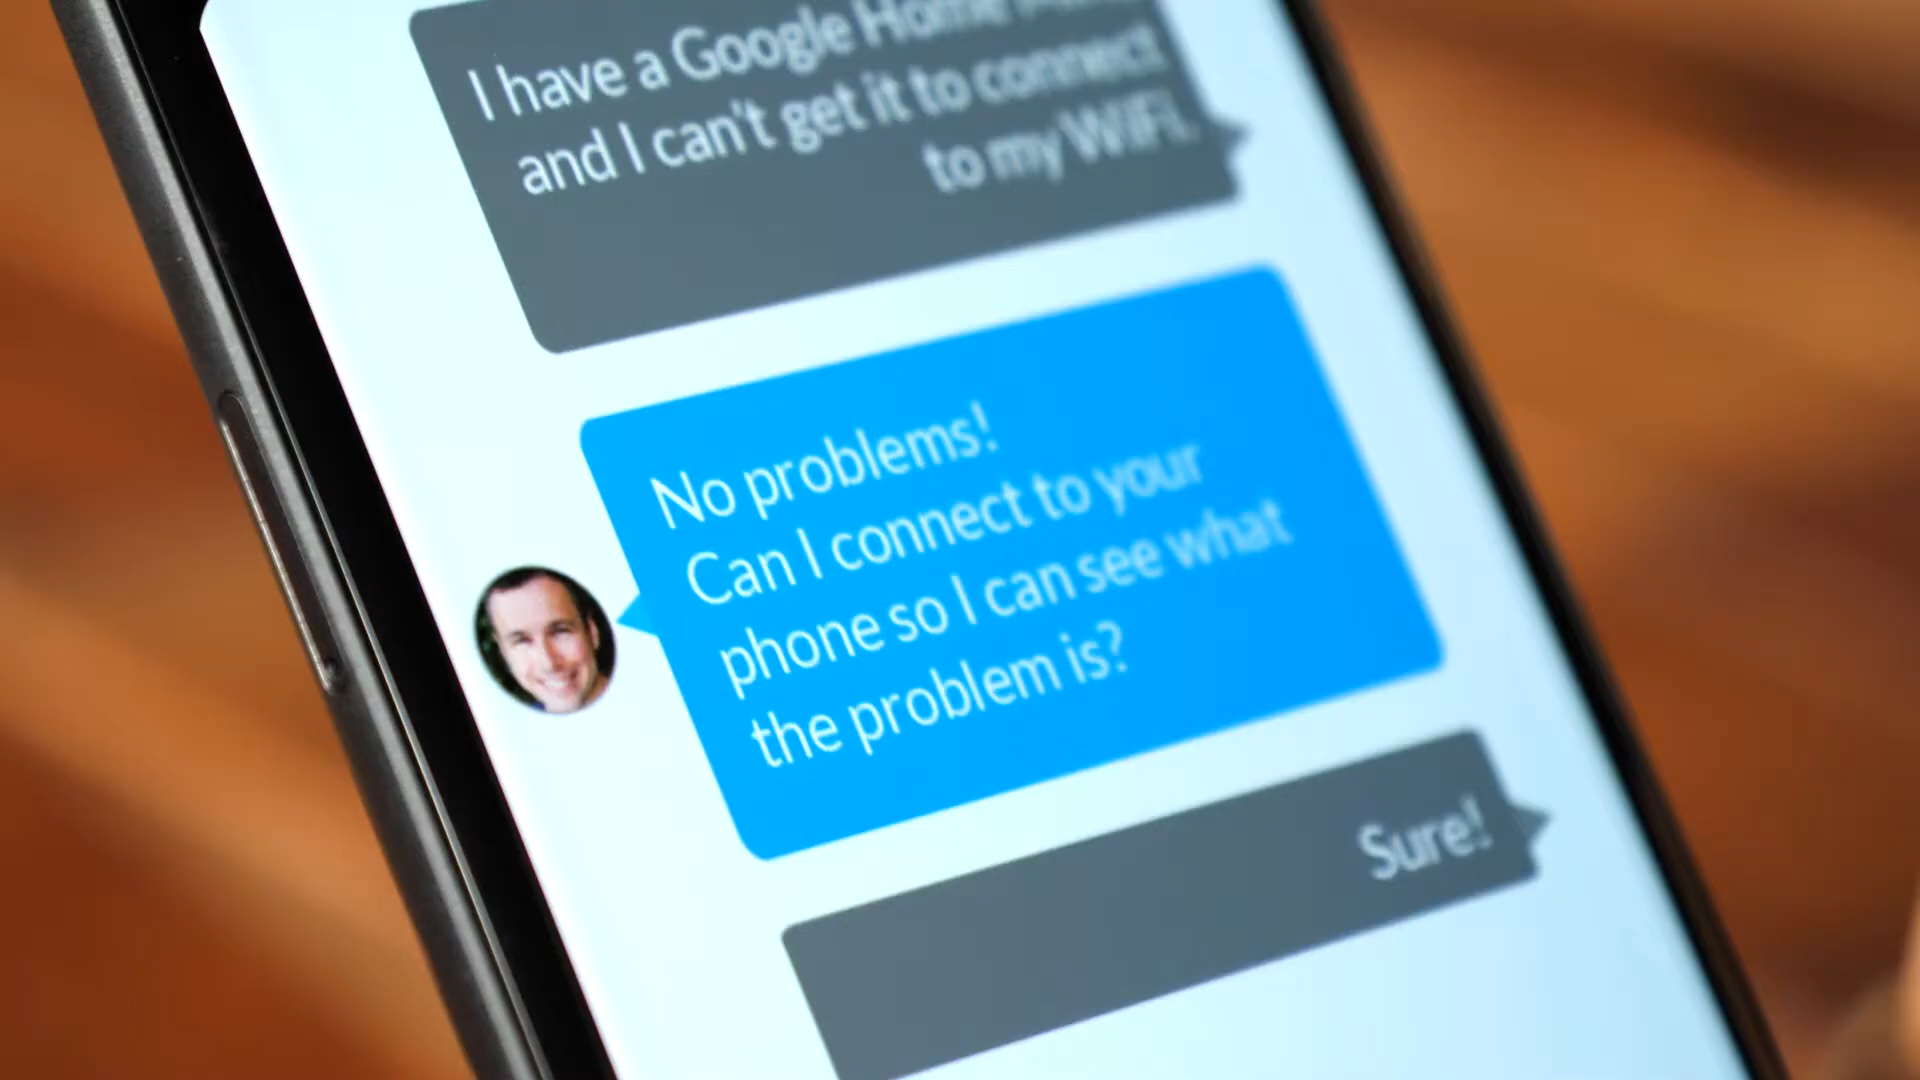 I have a Google Home
and I can't get it to connect
to my WiFi.
No problems!
Can I connect to your
phone so I can see what
the problem is?
Sure!